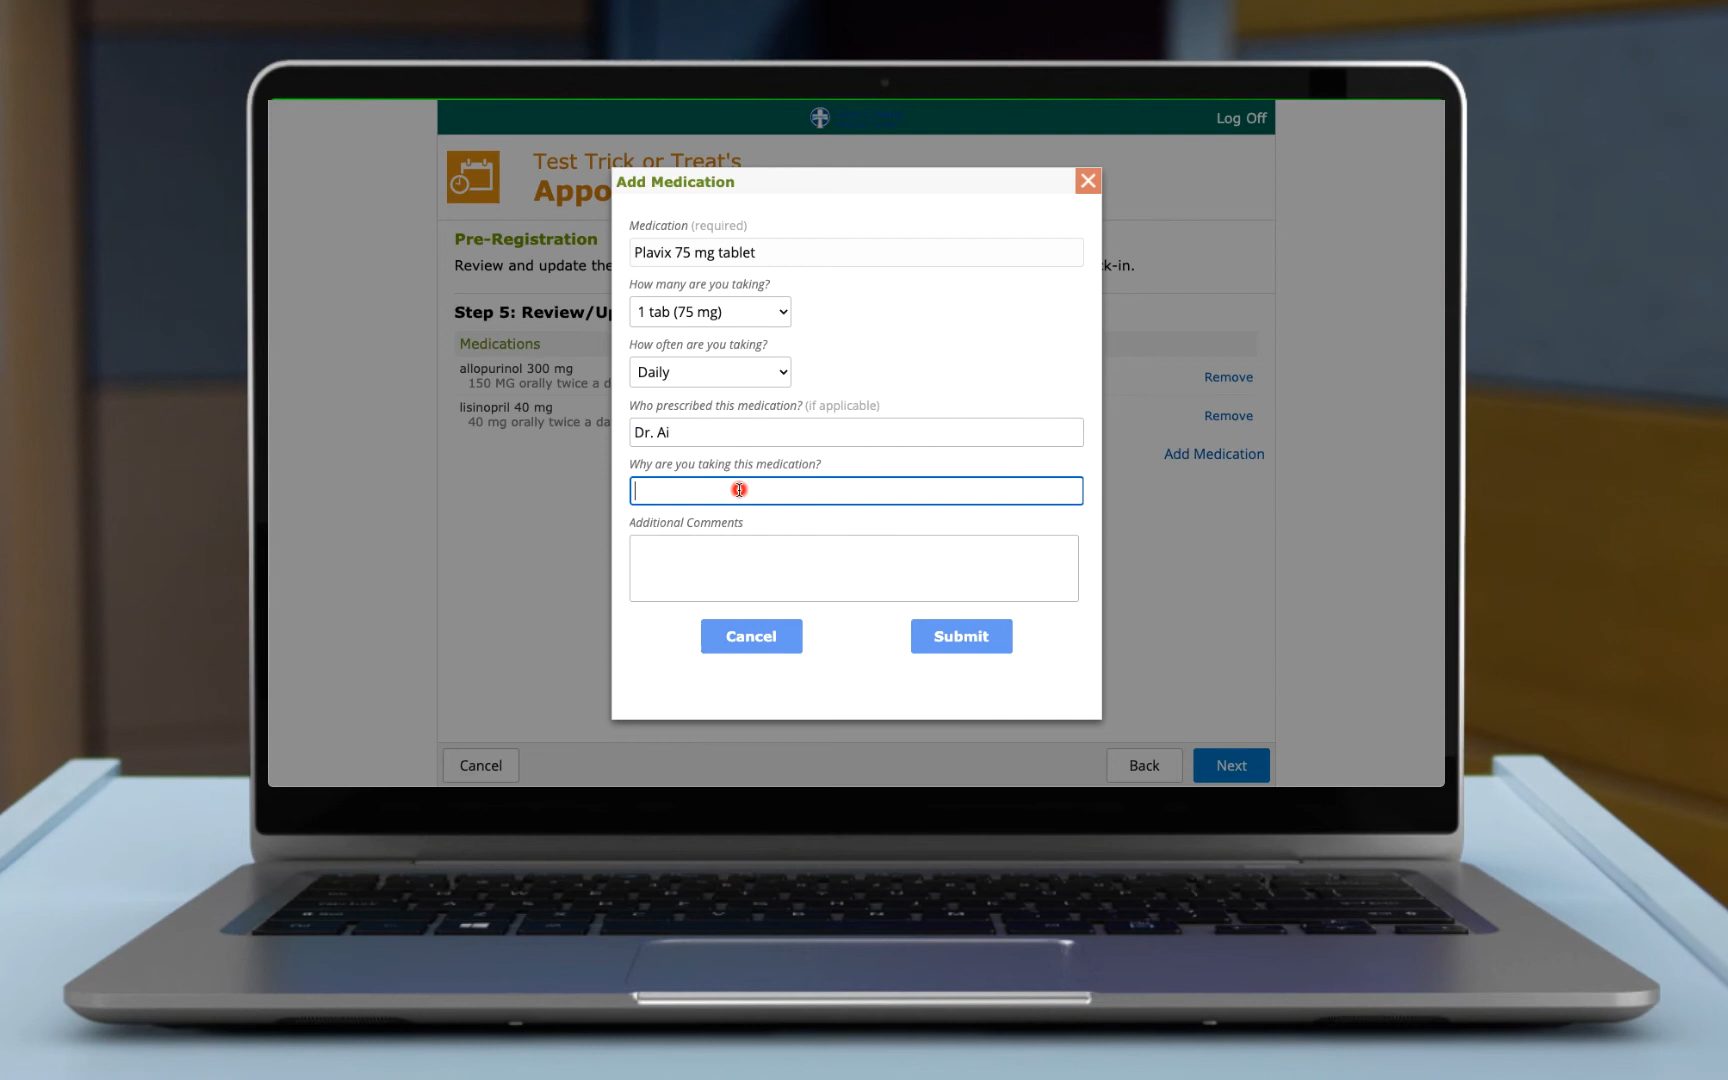 Log Off
Test Trick or Treat's
Appo
Pre-Registration
Review and update the
k-in.
Step 5: Review/U
Medications
allopurinol 300 mg
150 MG orally twice a d
Remove
lisinopril 40 mg
40 mg orally twice a da
Remove
Add Medication
Add Medication
Medication (required)
Plavix 75 mg tablet
How many are you taking?
1 tab (75 mg)
How often are you taking?
Daily
Who prescribed this medication? (if applicable)
Dr. Ai
Why are you taking this medication?
Additional Comments
Cancel
Submit
Cancel
Back
Next